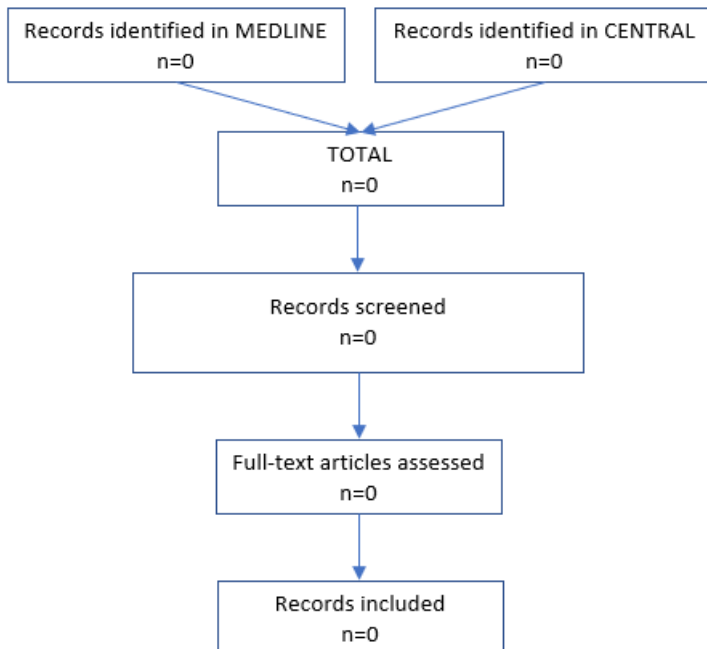 Records identified in MEDLINE
n=0
Records identified in CENTRAL
n=0
TOTAL
n=0
Records screened
n=0
Full-text articles assessed
n=0
Records included
n=0